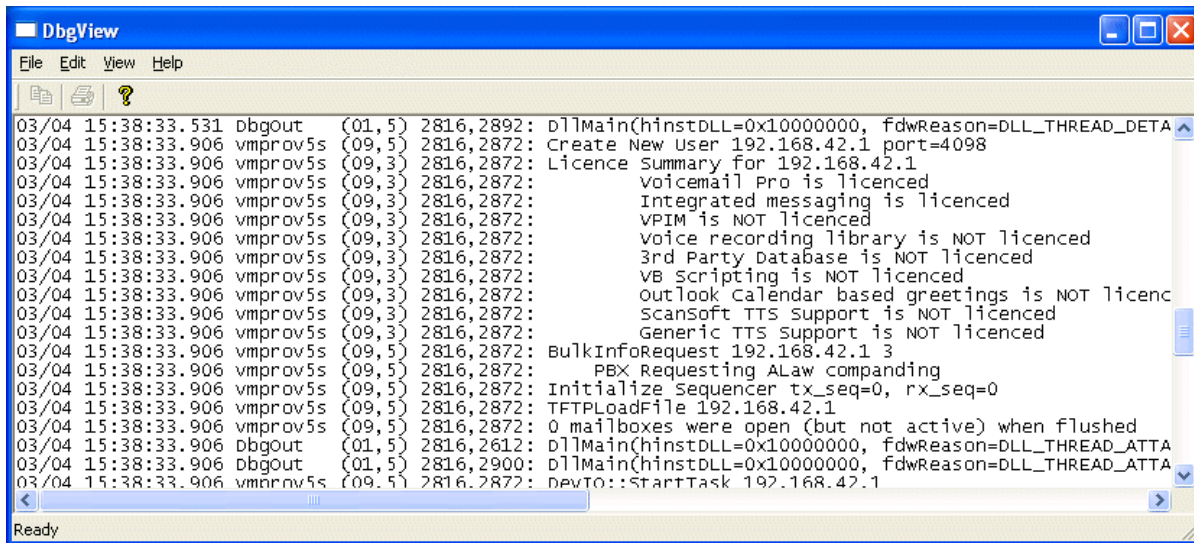 DbgView
File Edit View Help
03/04 15:38:33.531 DbgOut (01,5) 2816,2892: DllMain(hinstDLL=0x10000000, fdwReason=DLL_THREAD_DETA
03/04 15:38:33.906 vmprov5s (09,5) 2816,2872: Create New User 192.168.42.1 port=4098
03/04 15:38:33.906 vmprov5s (09,3) 2816,2872: Licence Summary for 192.168.42.1
03/04 15:38:33.906 vmprov5s (09,3) 2816,2872: Voicemail Pro is licenced
03/04 15:38:33.906 vmprov5s (09,3) 2816,2872: Integrated messaging is licenced
03/04 15:38:33.906 vmprov5s (09,3) 2816,2872: VPIM is NOT licenced
03/04 15:38:33.906 vmprov5s (09,3) 2816,2872: Voice recording library is NOT licenced
03/04 15:38:33.906 vmprov5s (09,3) 2816,2872: 3rd Party Database is NOT licenced
03/04 15:38:33.906 vmprov5s (09,3) 2816,2872: VB Scripting is NOT licenced
03/04 15:38:33.906 vmprov5s (09,3) 2816,2872: Outlook Calendar based greetings is NOT licenc
03/04 15:38:33.906 vmprov5s (09,3) 2816,2872: ScanSoft TTS Support is NOT licenced
03/04 15:38:33.906 vmprov5s (09,3) 2816,2872: Generic TTS Support is NOT licenced
03/04 15:38:33.906 vmprov5s (09,5) 2816,2872: BulkInfoRequest 192.168.42.1 3
03/04 15:38:33.906 vmprov5s (09,5) 2816,2872: PBX Requesting ALaw companding
03/04 15:38:33.906 vmprov5s (09,5) 2816,2872: Initialize Sequencer tx_seq=0, rx_seq=0
03/04 15:38:33.906 vmprov5s (09,5) 2816,2872: TFTPLoadFile 192.168.42.1
03/04 15:38:33.906 vmprov5s (09,5) 2816,2872: 0 mailboxes were open (but not active) when flushed
03/04 15:38:33.906 DbgOut (01,5) 2816,2612: DllMain(hinstDLL=0x10000000, fdwReason=DLL_THREAD_ATTA
03/04 15:38:33.906 DbgOut (01,5) 2816,2900: DllMain(hinstDLL=0x10000000, fdwReason=DLL_THREAD_ATTA
03/04 15:38:33.906 vmprov5s (09,5) 2816,2872: DevIO::StartTask 192.168.42.1
Ready